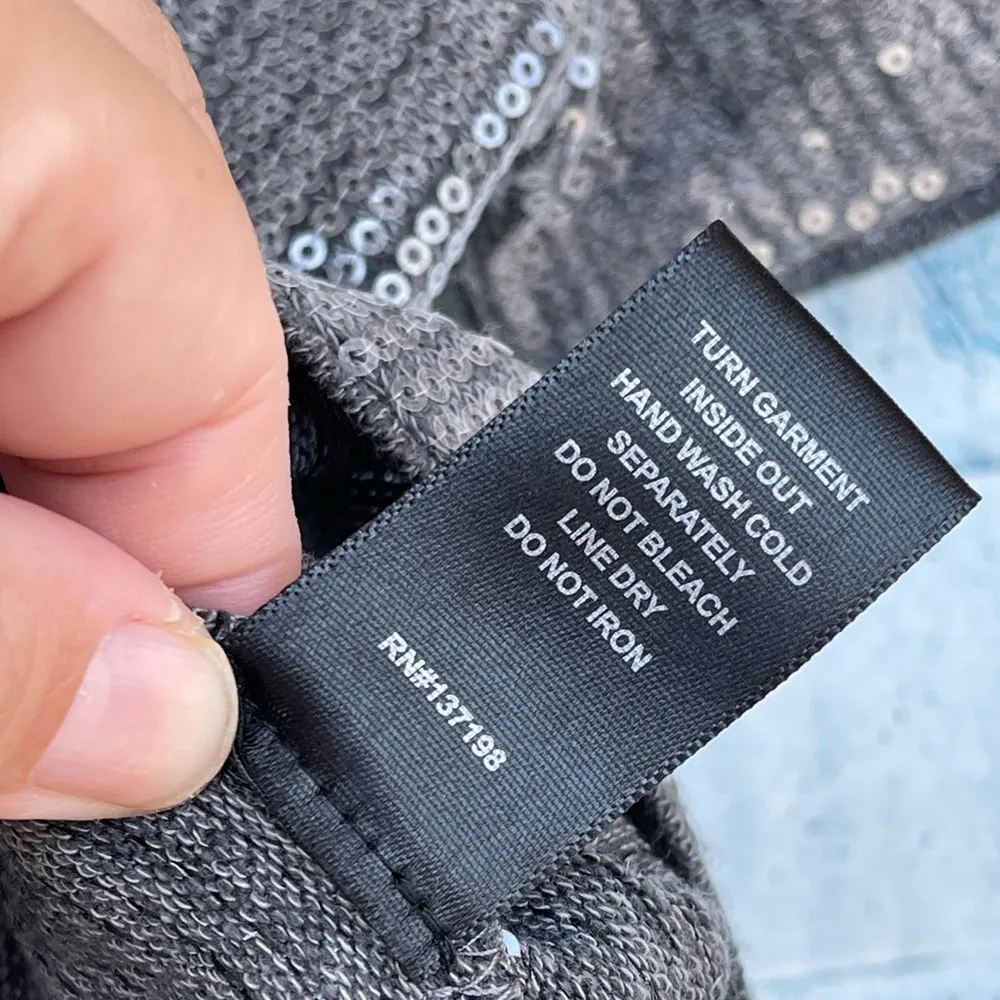 TURN GARMENT
INSIDE OUT
HAND WASH COLD
SEPARATELY
DO NOT BLEACH
LINE DRY
DO NOT IRON
RN#137198